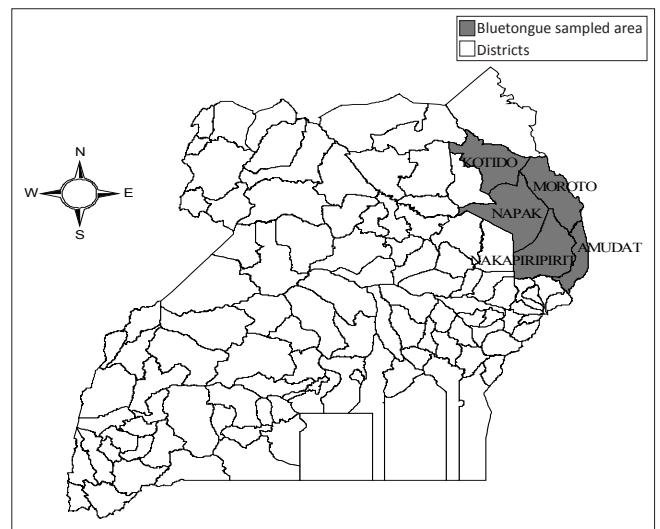 Bluetongue sampled area
Districts
N
W E
S
KOTIDO
MOROTO
NAPAK
AMUDAT
NAKAPIRIPIRIT